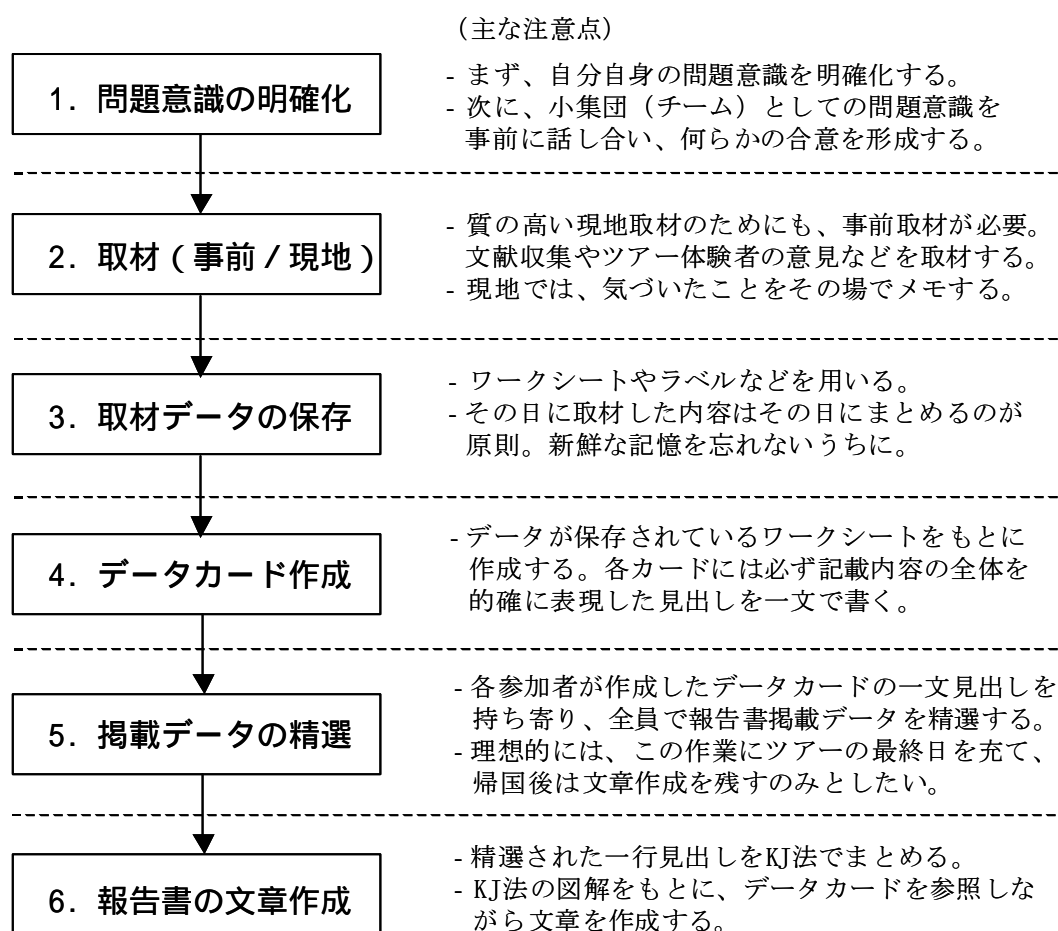 （主な注意点）
1．問題意識の明確化
- まず、自分自身の問題意識を明確化する。
- 次に、小集団（チーム）としての問題意識を
事前に話し合い、何らかの合意を形成する。
2．取材（事前／現地）
- 質の高い現地取材のためにも、事前取材が必要。
文献収集やツアー体験者の意見などを取材する。
- 現地では、気づいたことをその場でメモする。
3．取材データの保存
- ワークシートやラベルなどを用いる。
- その日に取材した内容はその日にまとめるのが
原則。新鮮な記憶を忘れないうちに。
4．データカード作成
- データが保存されているワークシートをもとに
作成する。各カードには必ず記載内容の全体を
的確に表現した見出しを一文で書く。
5．掲載データの精選
- 各参加者が作成したデータカードの一文見出しを
持ち寄り、全員で報告書掲載データを精選する。
- 理想的には、この作業にツアーの最終日を充て、
帰国後は文章作成を残すのみとしたい。
6．報告書の文章作成
- 精選された一行見出しをKJ法でまとめる。
- KJ法の図解をもとに、データカードを参照しな
がら文章を作成する。